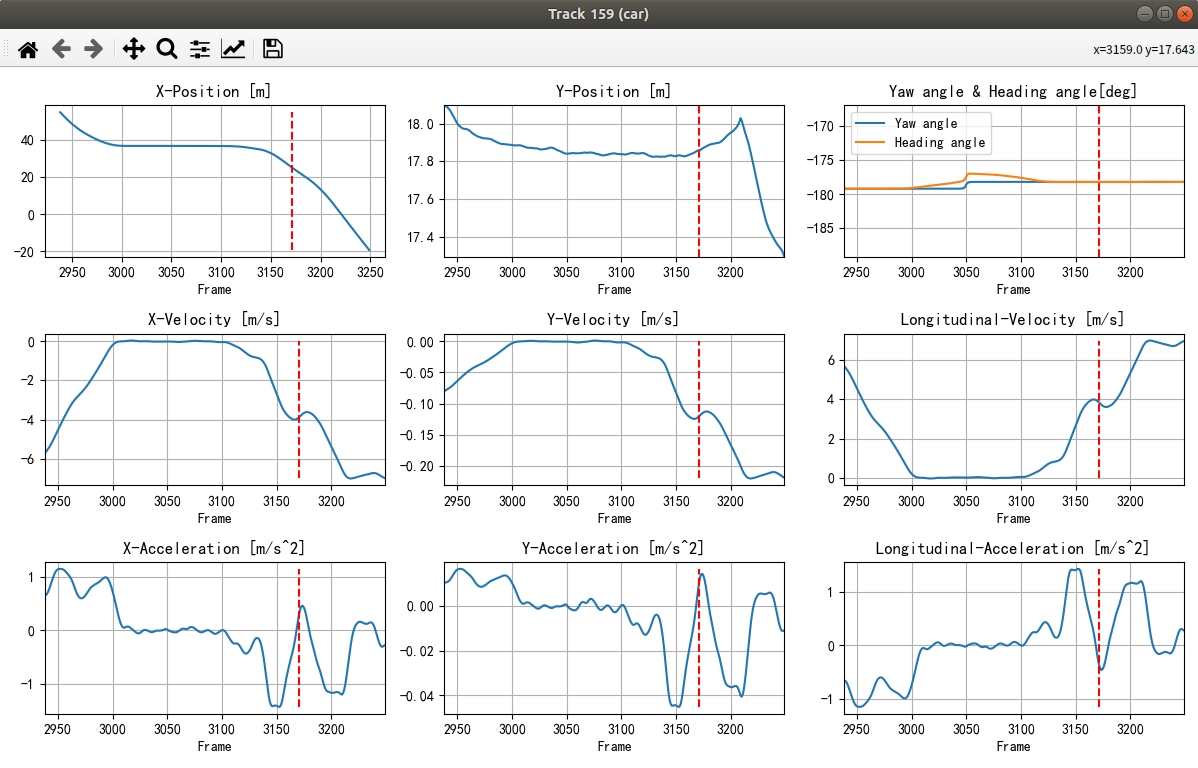 Track 159 (car)
x=3159.0 y=17.643
X-Position [m]
40
20
0
−20
2950 3000 3050 3100 3150 3200 3250
Frame
Y-Position [m]
18.0
17.8
17.6
17.4
2950 3000 3050 3100 3150 3200
Frame
Yaw angle & Heading angle[deg]
Yaw angle
Heading angle
−170
−175
−180
−185
2950 3000 3050 3100 3150 3200
Frame
X-Velocity [m/s]
0
−2
−4
−6
2950 3000 3050 3100 3150 3200
Frame
Y-Velocity [m/s]
0.00
−0.05
−0.10
−0.15
−0.20
2950 3000 3050 3100 3150 3200
Frame
Longitudinal-Velocity [m/s]
6
4
2
0
2950 3000 3050 3100 3150 3200
Frame
X-Acceleration [m/s^2]
1
0
−1
2950 3000 3050 3100 3150 3200
Frame
Y-Acceleration [m/s^2]
0.00
−0.02
−0.04
2950 3000 3050 3100 3150 3200
Frame
Longitudinal-Acceleration [m/s^2]
1
0
−1
2950 3000 3050 3100 3150 3200
Frame